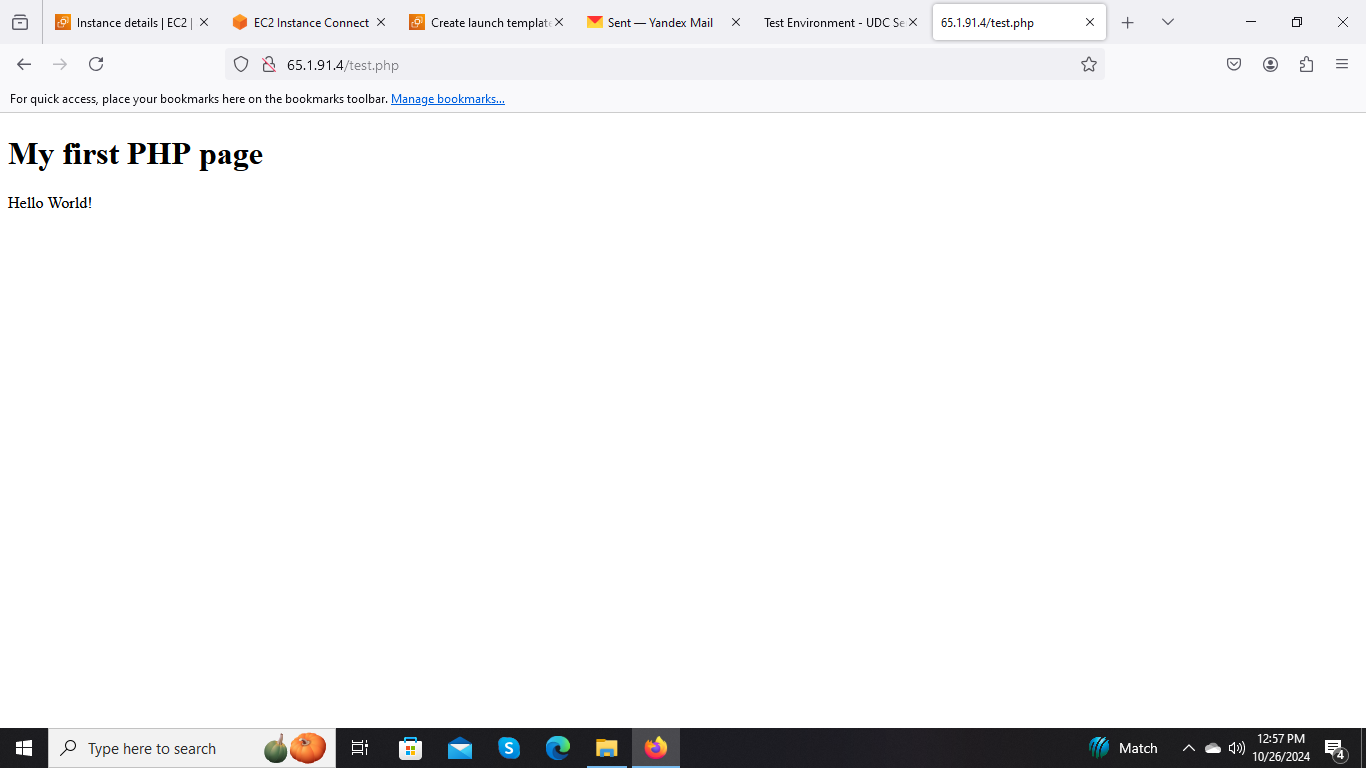 Instance details | EC2 |
EC2 Instance Connect
Create launch template
Sent — Yandex Mail
Test Environment - UDC Se
65.1.91.4/test.php
65.1.91.4/test.php
For quick access, place your bookmarks here on the bookmarks toolbar. Manage bookmarks...
My first PHP page
Hello World!
Type here to search
Match
12:57 PM
10/26/2024
4